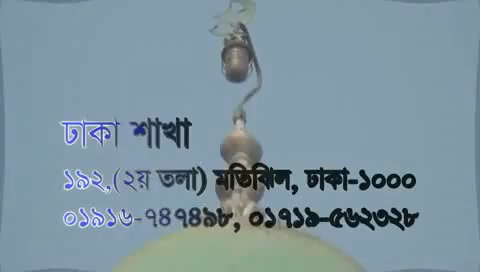 ঢাকা শাখা
১৯২,(২য় তলা) মতিঝিল, ঢাকা-১০০০
০১৯১৬-৭৪৭৪৯৮, ০১৭১৯-৫৬২৩২৮